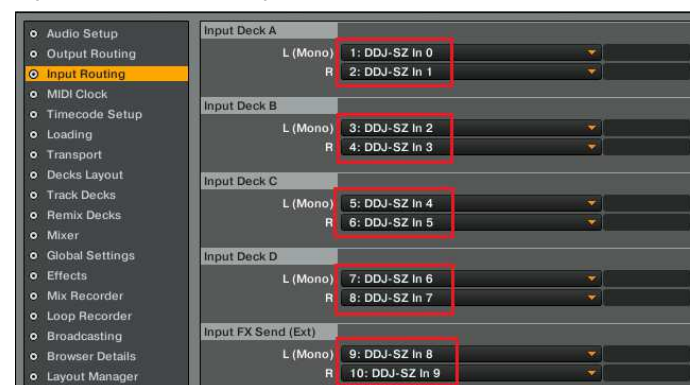 Audio Setup
Output Routing
Input Routing
MIDI Clock
Timecode Setup
Loading
Transport
Decks Layout
Track Decks
Remix Decks
Mixer
Global Settings
Effects
Mix Recorder
Loop Recorder
Broadcasting
Browser Details
Layout Manager
Input Deck A
L (Mono) 1: DDJ-SZ In 0
R 2: DDJ-SZ In 1
Input Deck B
L (Mono) 3: DDJ-SZ In 2
R 4: DDJ-SZ In 3
Input Deck C
L (Mono) 5: DDJ-SZ In 4
R 6: DDJ-SZ In 5
Input Deck D
L (Mono) 7: DDJ-SZ In 6
R 8: DDJ-SZ In 7
Input FX Send (Ext)
L (Mono) 9: DDJ-SZ In 8
R 10: DDJ-SZ In 9